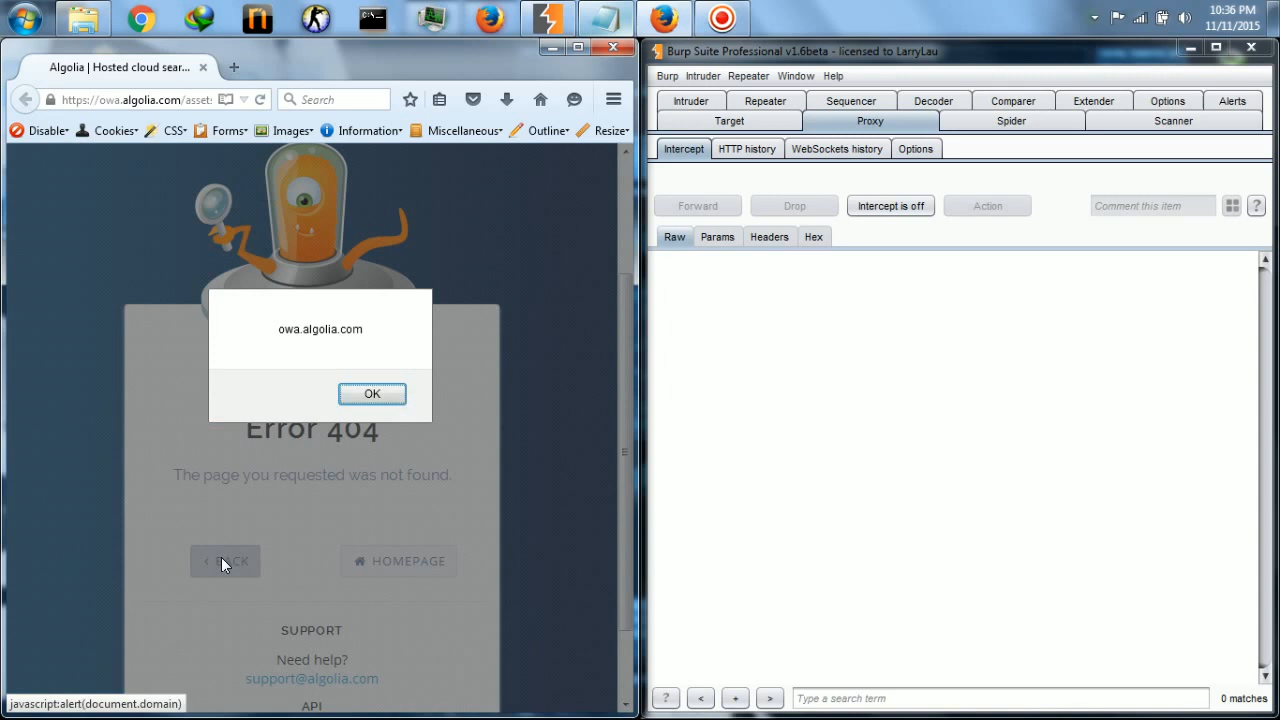 10:36 PM
11/11/2015
Algolia | Hosted cloud sear...
https://owa.algolia.com/asset:
Search
Disable
Cookies
CSS
Forms
Images
Information
Miscellaneous
Outline
Resize
owa.algolia.com
OK
Error 404
The page you requested was not found.
BACK
HOMEPAGE
SUPPORT
Need help?
support@algolia.com
API
javascript:alert(document.domain)
Burp Suite Professional v1.6beta - licensed to LarryLau
Burp Intruder Repeater Window Help
Intruder Repeater Sequencer Decoder Comparer Extender Options Alerts
Target Proxy Spider Scanner
Intercept HTTP history WebSockets history Options
Forward Drop Intercept is off Action Comment this item ?
Raw Params Headers Hex
? < + > Type a search term 0 matches